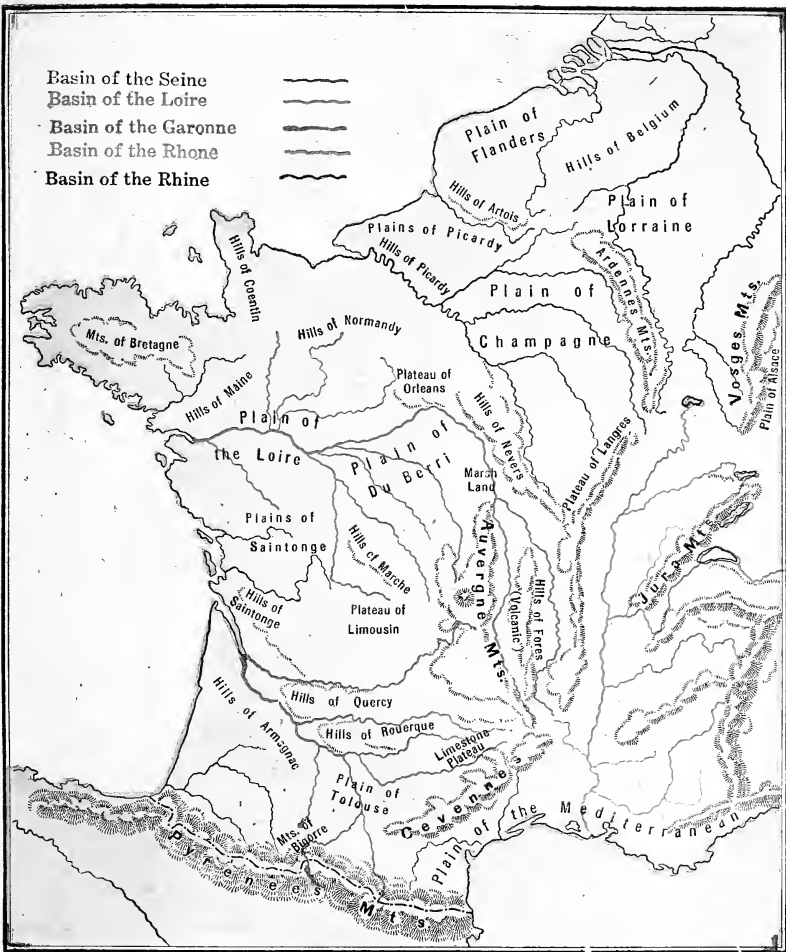 Basin of the Seine
Basin of the Loire
Basin of the Garonne
Basin of the Rhone
Basin of the Rhine
Plain of
Flanders
Hills of Belgium
Hills of Artois
Plain of
Lorraine
Plains of Picardy
Hills of Picardy
Hills of Coentin
Ardennes Mts.
Plain of
Champagne
Vosges Mts.
Plain of Alsace
Mts. of Bretagne
Hills of Normandy
Hills of Maine
Plateau of
Orleans
Hills of Nevers
Plain of
the Loire
Plain of
Du Berri
Plateau of Langres
Marsh
Land
Plains of
Saintonge
Hills of Marche
Auvergne
Mts.
Hills of Fores
(Volcanic)
Jura Mts.
Hills of
Saintonge
Plateau of
Limousin
Hills of Quercy
Hills of Armagnac
Hills of Rouerque
Limestone
Plateau
Plain of
Tolouse
Cevennes
Plain of the Mediterranean
Mts. of
Bigorre
Pyrenees Mts.